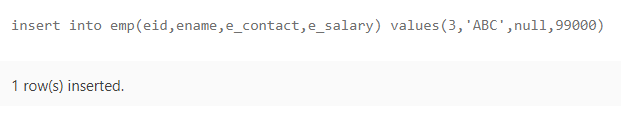 insert into emp(eid,ename,e_contact,e_salary) values(3,'ABC',null,99000)
1 row(s) inserted.